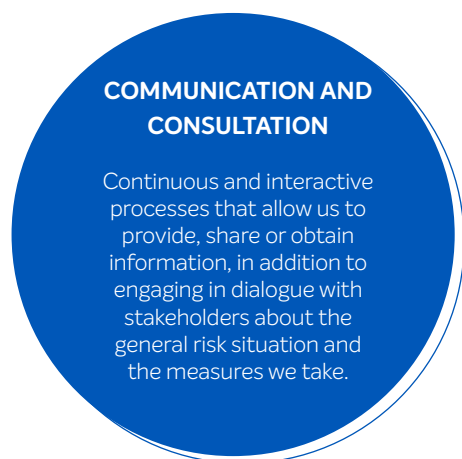 COMMUNICATION AND
CONSULTATION
Continuous and interactive
processes that allow us to
provide, share or obtain
information, in addition to
engaging in dialogue with
stakeholders about the
general risk situation and
the measures we take.